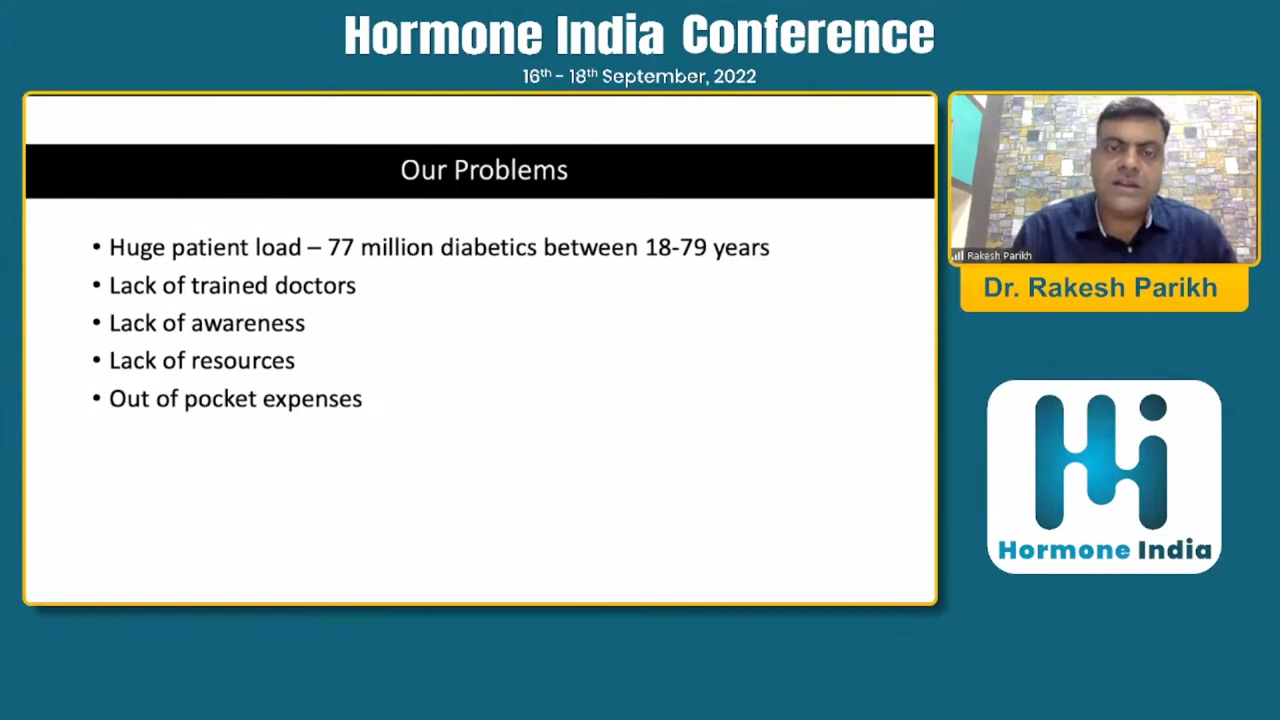 Hormone India Conference
16th - 18th September, 2022
Our Problems
• Huge patient load – 77 million diabetics between 18-79 years
• Lack of trained doctors
• Lack of awareness
• Lack of resources
• Out of pocket expenses
Rakesh Parikh
Dr. Rakesh Parikh
Hi
Hormone India